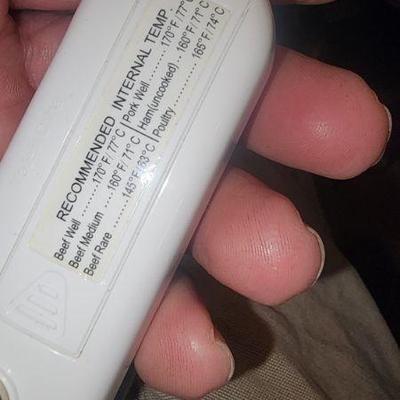 RECOMMENDED INTERNAL TEMP.
Beef Well ........170°F/77°C
Beef Medium ....160°F/71°C
Beef Rare ........145°F/63°C
Pork Well ........170°F/77°C
Ham(uncooked) ..160°F/71°C
Poultry ..........165°F/74°C